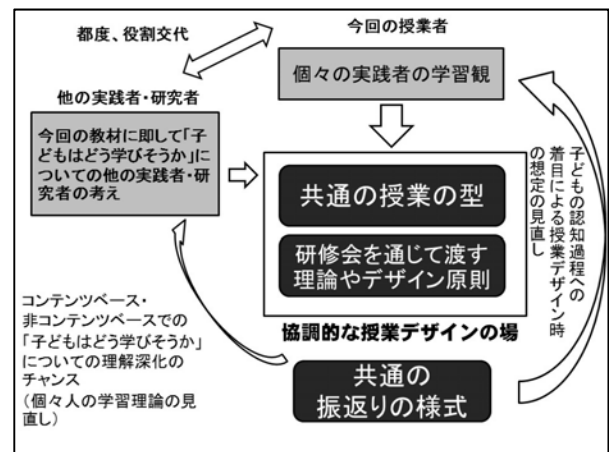 都度、役割交代
今回の授業者
個々の実践者の学習観
他の実践者・研究者
今回の教材に即して「子
どもはどう学びそうか」に
ついての他の実践者・研
究者の考え
共通の授業の型
研修会を通じて渡す
理論やデザイン原則
協調的な授業デザインの場
子どもの認知過程への
着目による授業デザイン時
の想定の見直し
コンテンツベース・
非コンテンツベースでの
「子どもはどう学びそうか」
についての理解深化の
チャンス
（個々人の学習理論の見
直し）
共通の
振返りの様式